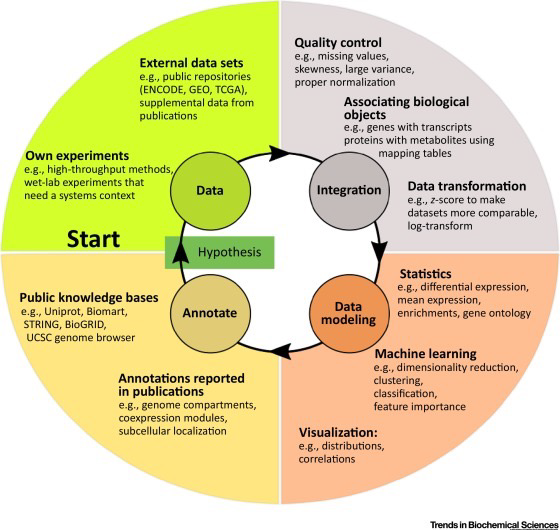 External data sets
e.g., public repositories
(ENCODE, GEO, TCGA),
supplemental data from
publications
Own experiments
e.g., high-throughput methods,
wet-lab experiments that
need a systems context
Start
Data
Hypothesis
Quality control
e.g., missing values,
skewness, large variance,
proper normalization
Associating biological
objects
e.g., genes with transcripts
proteins with metabolites using
mapping tables
Integration
Data transformation
e.g., z-score to make
datasets more comparable,
log-transform
Statistics
e.g., differential expression,
mean expression,
enrichments, gene ontology
Data
modeling
Machine learning
e.g., dimensionality reduction,
clustering,
classification,
feature importance
Visualization:
e.g., distributions,
correlations
Annotate
Public knowledge bases
e.g., Uniprot, Biomart,
STRING, BioGRID,
UCSC genome browser
Annotations reported
in publications
e.g., genome compartments,
coexpression modules,
subcellular localization
Trends in Biochemical Sciences